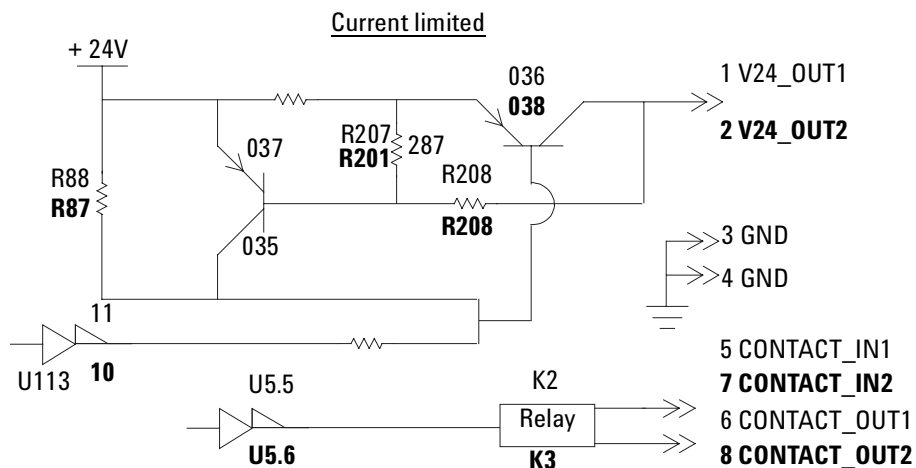 Current limited
+ 24V
036
038
1 V24_OUT1
2 V24_OUT2
037
R207
R201
287
R88
R87
R208
R208
035
3 GND
4 GND
11
10
U113
5 CONTACT_IN1
7 CONTACT_IN2
U5.5
U5.6
K2
Relay
K3
6 CONTACT_OUT1
8 CONTACT_OUT2